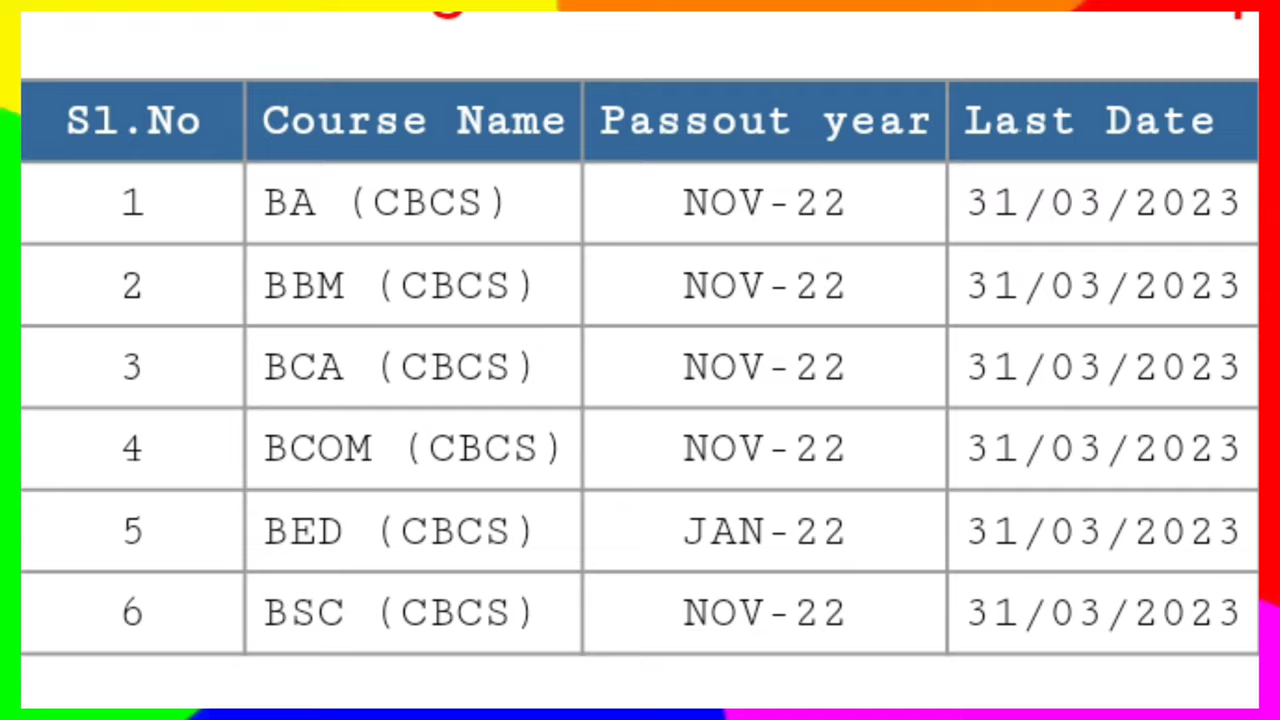 Sl.No Course Name Passout year Last Date
1 BA (CBCS) NOV-22 31/03/2023
2 BBM (CBCS) NOV-22 31/03/2023
3 BCA (CBCS) NOV-22 31/03/2023
4 BCOM (CBCS) NOV-22 31/03/2023
5 BED (CBCS) JAN-22 31/03/2023
6 BSC (CBCS) NOV-22 31/03/2023